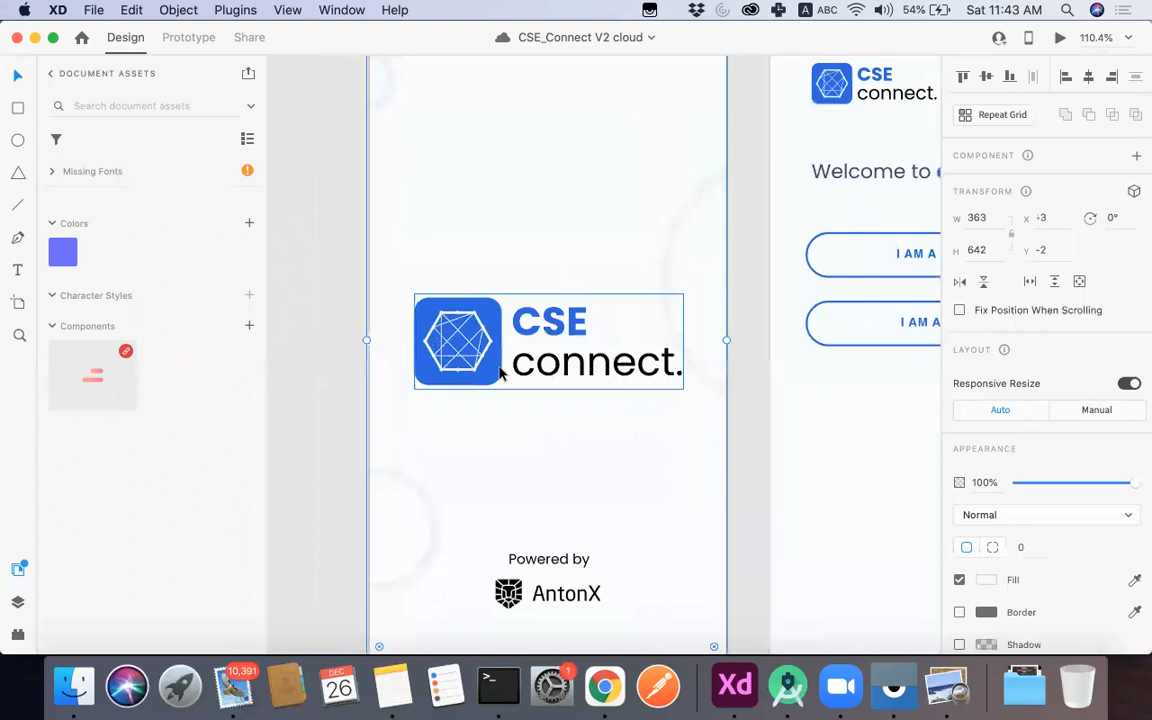 XD File Edit Object Plugins View Window Help
A ABC 54% Sat 11:43 AM
Design Prototype Share
CSE_Connect V2 cloud
110.4%
DOCUMENT ASSETS
Search document assets
Missing Fonts
Colors
Character Styles
Components
CSE
connect.
Powered by
AntonX
CSE
connect.
Welcome to
I AM A
I AM A
Repeat Grid
COMPONENT
TRANSFORM
W 363 X -3 0°
H 642 Y -2
Fix Position When Scrolling
LAYOUT
Responsive Resize
Auto Manual
APPEARANCE
100%
Normal
0
Fill
Border
Shadow
10,391
DEC
26
1
Xd